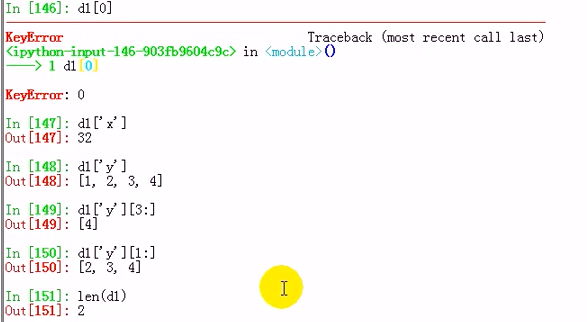 In [146]: d1[0]
KeyError Traceback (most recent call last)
<ipython-input-146-903fb9604c9c> in <module>()
----> 1 d1[0]
KeyError: 0
In [147]: d1['x']
Out[147]: 32
In [148]: d1['y']
Out[148]: [1, 2, 3, 4]
In [149]: d1['y'][3:]
Out[149]: [4]
In [150]: d1['y'][1:]
Out[150]: [2, 3, 4]
In [151]: len(d1)
Out[151]: 2